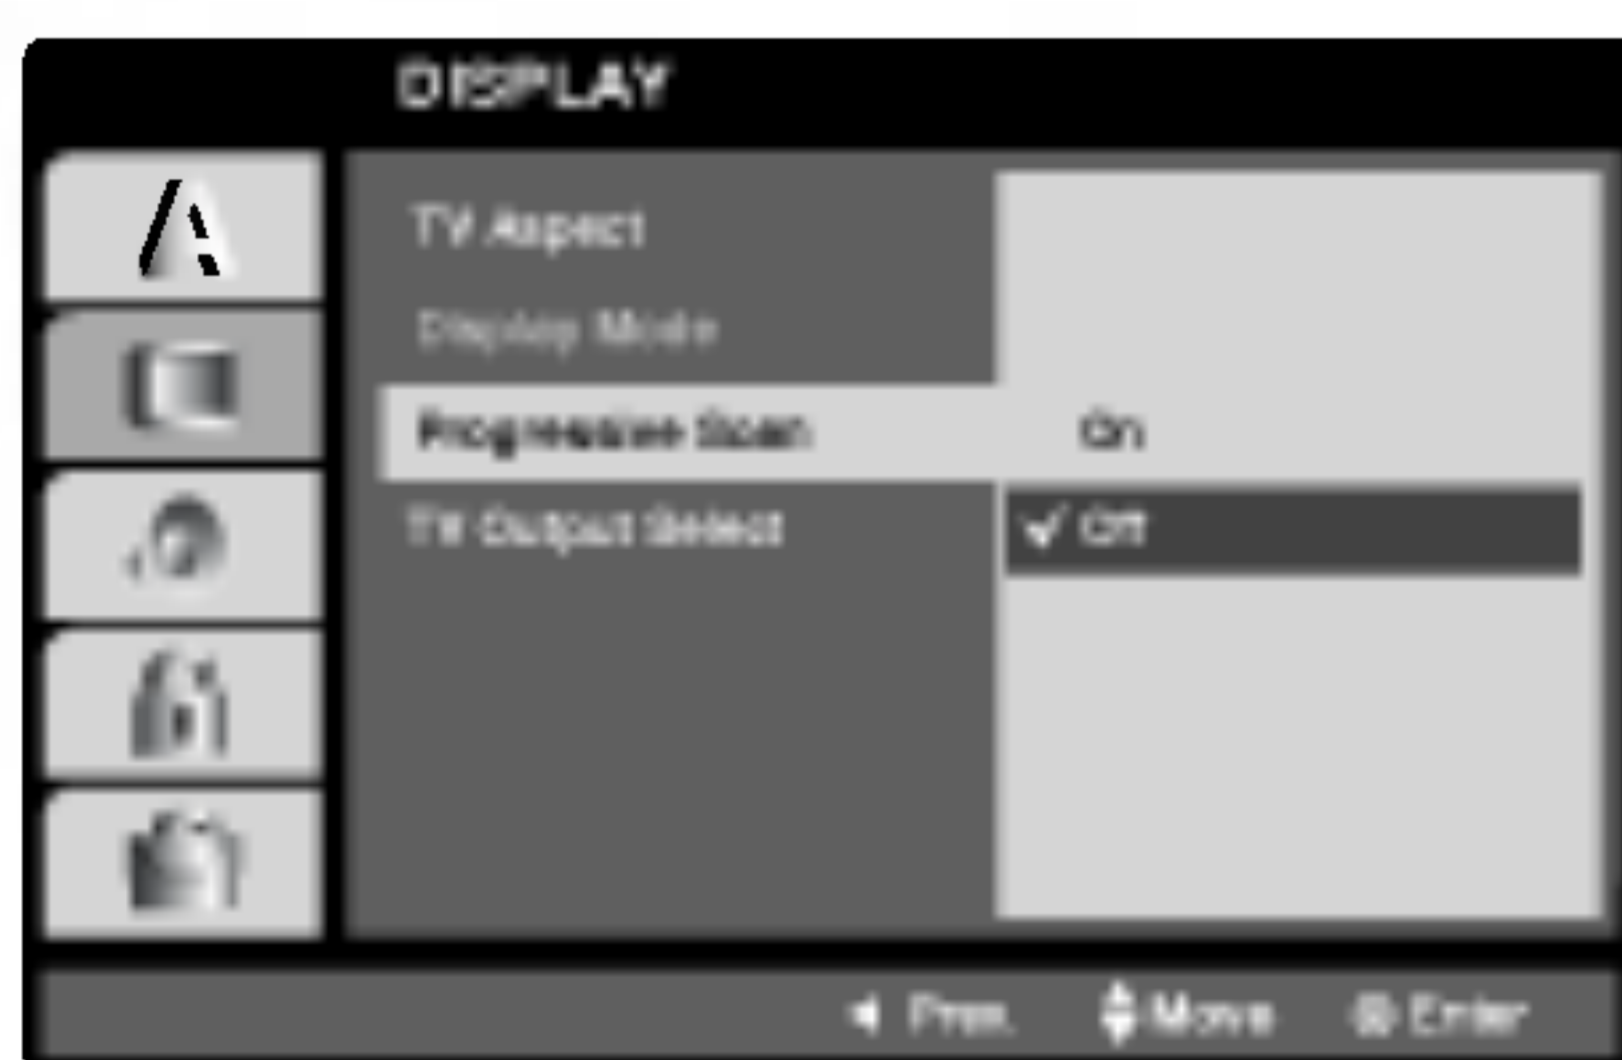 DISPLAY
TV Aspect
Display Mode
Progressive Scan On
TV Output Select ✓ Off
◀ Prev. Move Enter